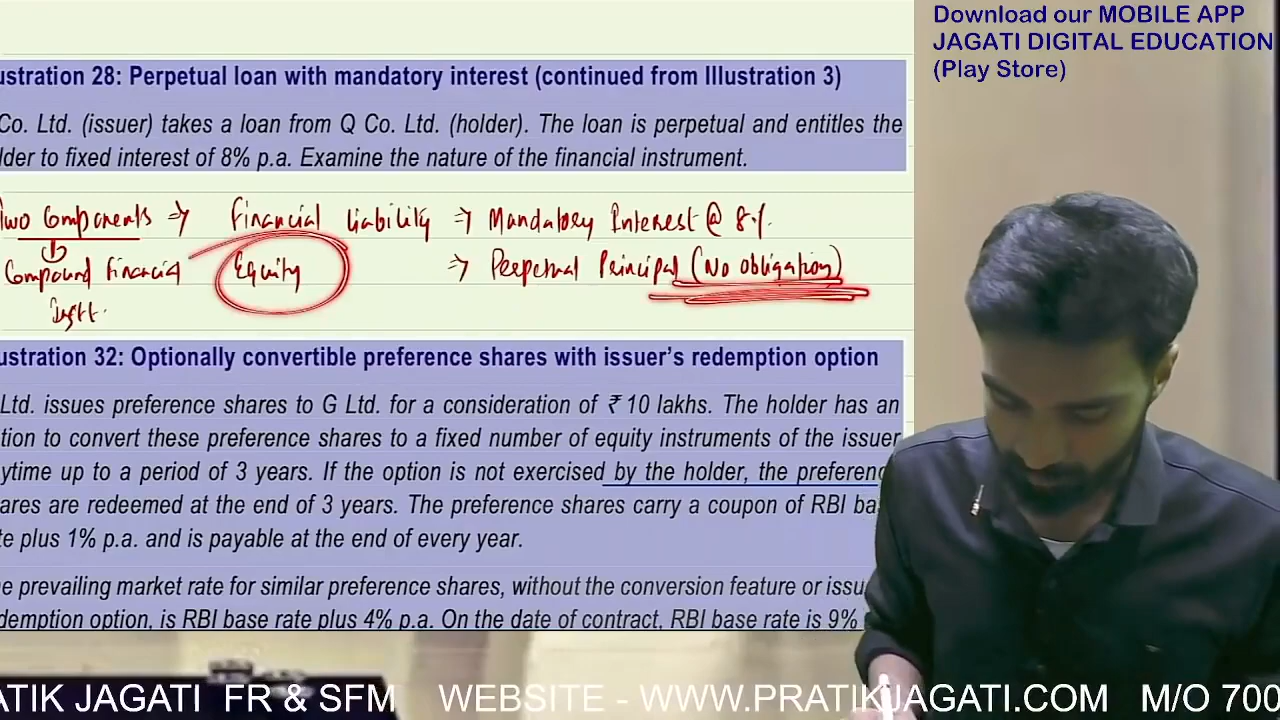 Download our MOBILE APP
JAGATI DIGITAL EDUCATION
(Play Store)
ustration 28: Perpetual loan with mandatory interest (continued from Illustration 3)
Co. Ltd. (issuer) takes a loan from Q Co. Ltd. (holder). The loan is perpetual and entitles the
lder to fixed interest of 8% p.a. Examine the nature of the financial instrument.
Two Components ⇒ Financial Liability ⇒ Mandatory Interest @ 8%.
Compound Financial Equity ⇒ Perpetual Principal (No obligation)
ustration 32: Optionally convertible preference shares with issuer's redemption option
Ltd. issues preference shares to G Ltd. for a consideration of ₹ 10 lakhs. The holder has an
tion to convert these preference shares to a fixed number of equity instruments of the issuer
ytime up to a period of 3 years. If the option is not exercised by the holder, the preferenc
ares are redeemed at the end of 3 years. The preference shares carry a coupon of RBI ba
te plus 1% p.a. and is payable at the end of every year.
e prevailing market rate for similar preference shares, without the conversion feature or issu
demption option, is RBI base rate plus 4% p.a. On the date of contract, RBI base rate is 9%
ATIK JAGATI FR & SFM WEBSITE - WWW.PRATIKJAGATI.COM M/O 700